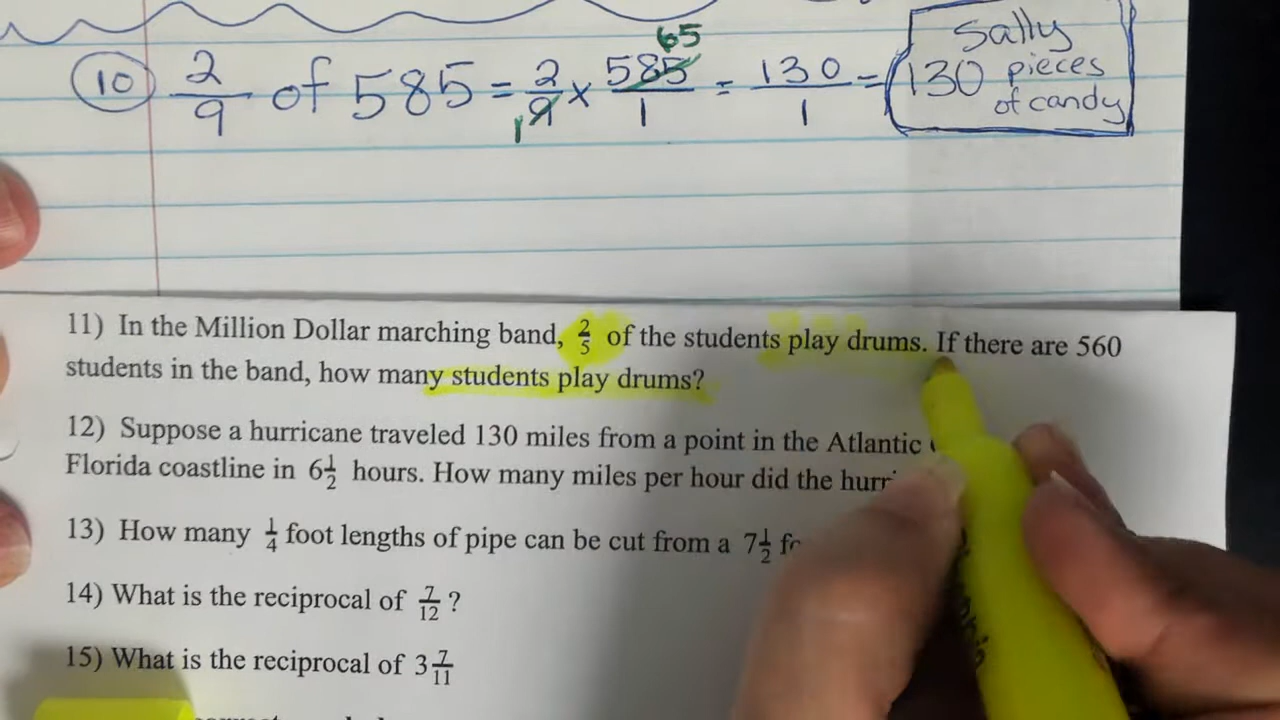 10 2/9 of 585 = 2/9 x 585/1 = 130/1 = Sally 130 pieces of candy
65
1
11) In the Million Dollar marching band, 2/5 of the students play drums. If there are 560
students in the band, how many students play drums?
12) Suppose a hurricane traveled 130 miles from a point in the Atlantic
Florida coastline in 6 1/2 hours. How many miles per hour did the
13) How many 1/4 foot lengths of pipe can be cut from a 7 1/2
14) What is the reciprocal of 7/12 ?
15) What is the reciprocal of 3 7/11